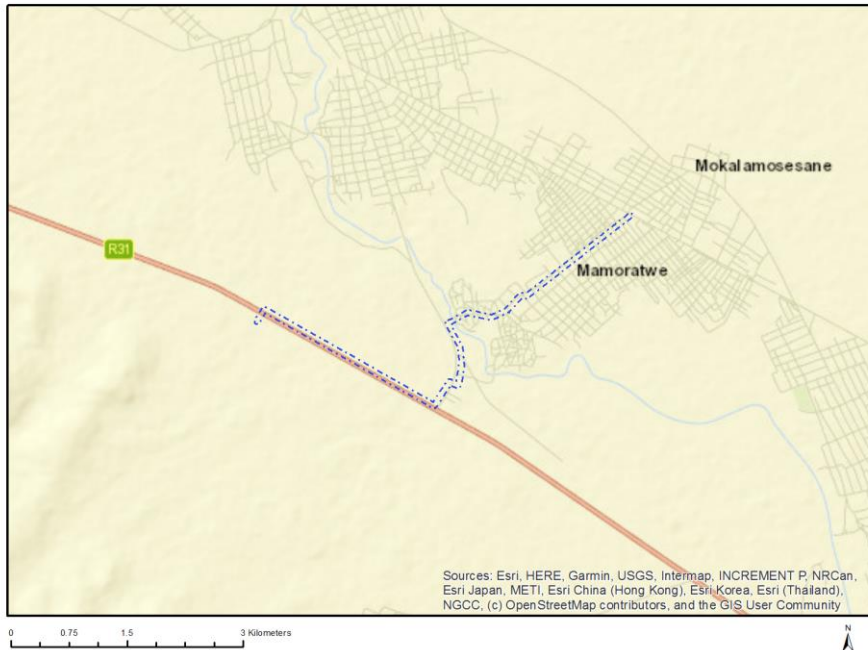 Mokalamosesane
R31
Mamoratwe
Sources: Esri, HERE, Garmin, USGS, Intermap, INCREMENT P, NRCan,
Esri Japan, METI, Esri China (Hong Kong), Esri Korea, Esri (Thailand),
NGCC, (c) OpenStreetMap contributors, and the GIS User Community
0 0.75 1.5 3 Kilometers
N